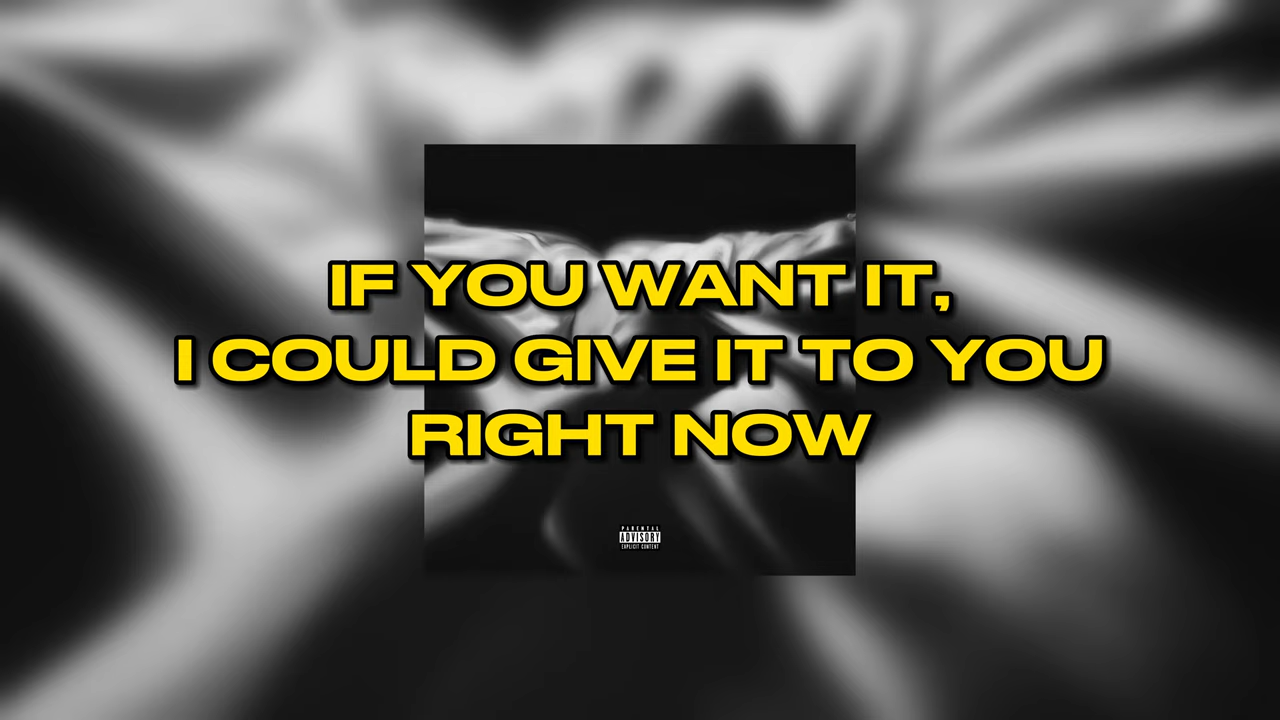 IF YOU WANT IT,
I COULD GIVE IT TO YOU
RIGHT NOW
PARENTAL
ADVISORY
EXPLICIT CONTENT